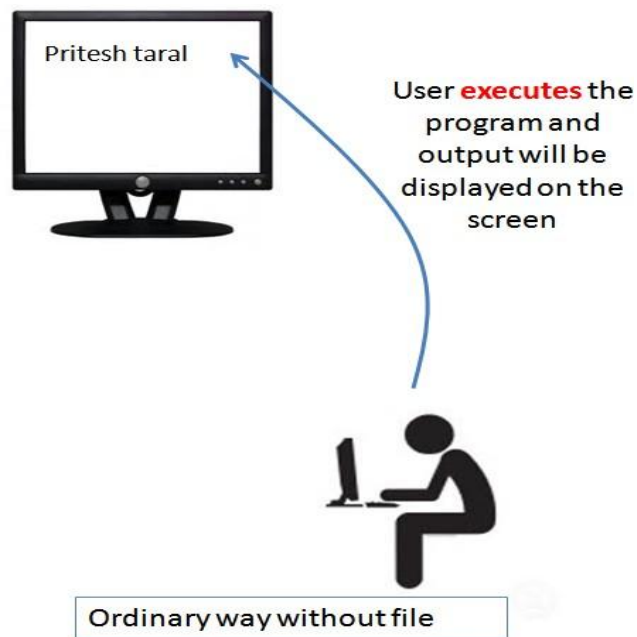 Pritesh taral
User executes the
program and
output will be
displayed on the
screen
Ordinary way without file